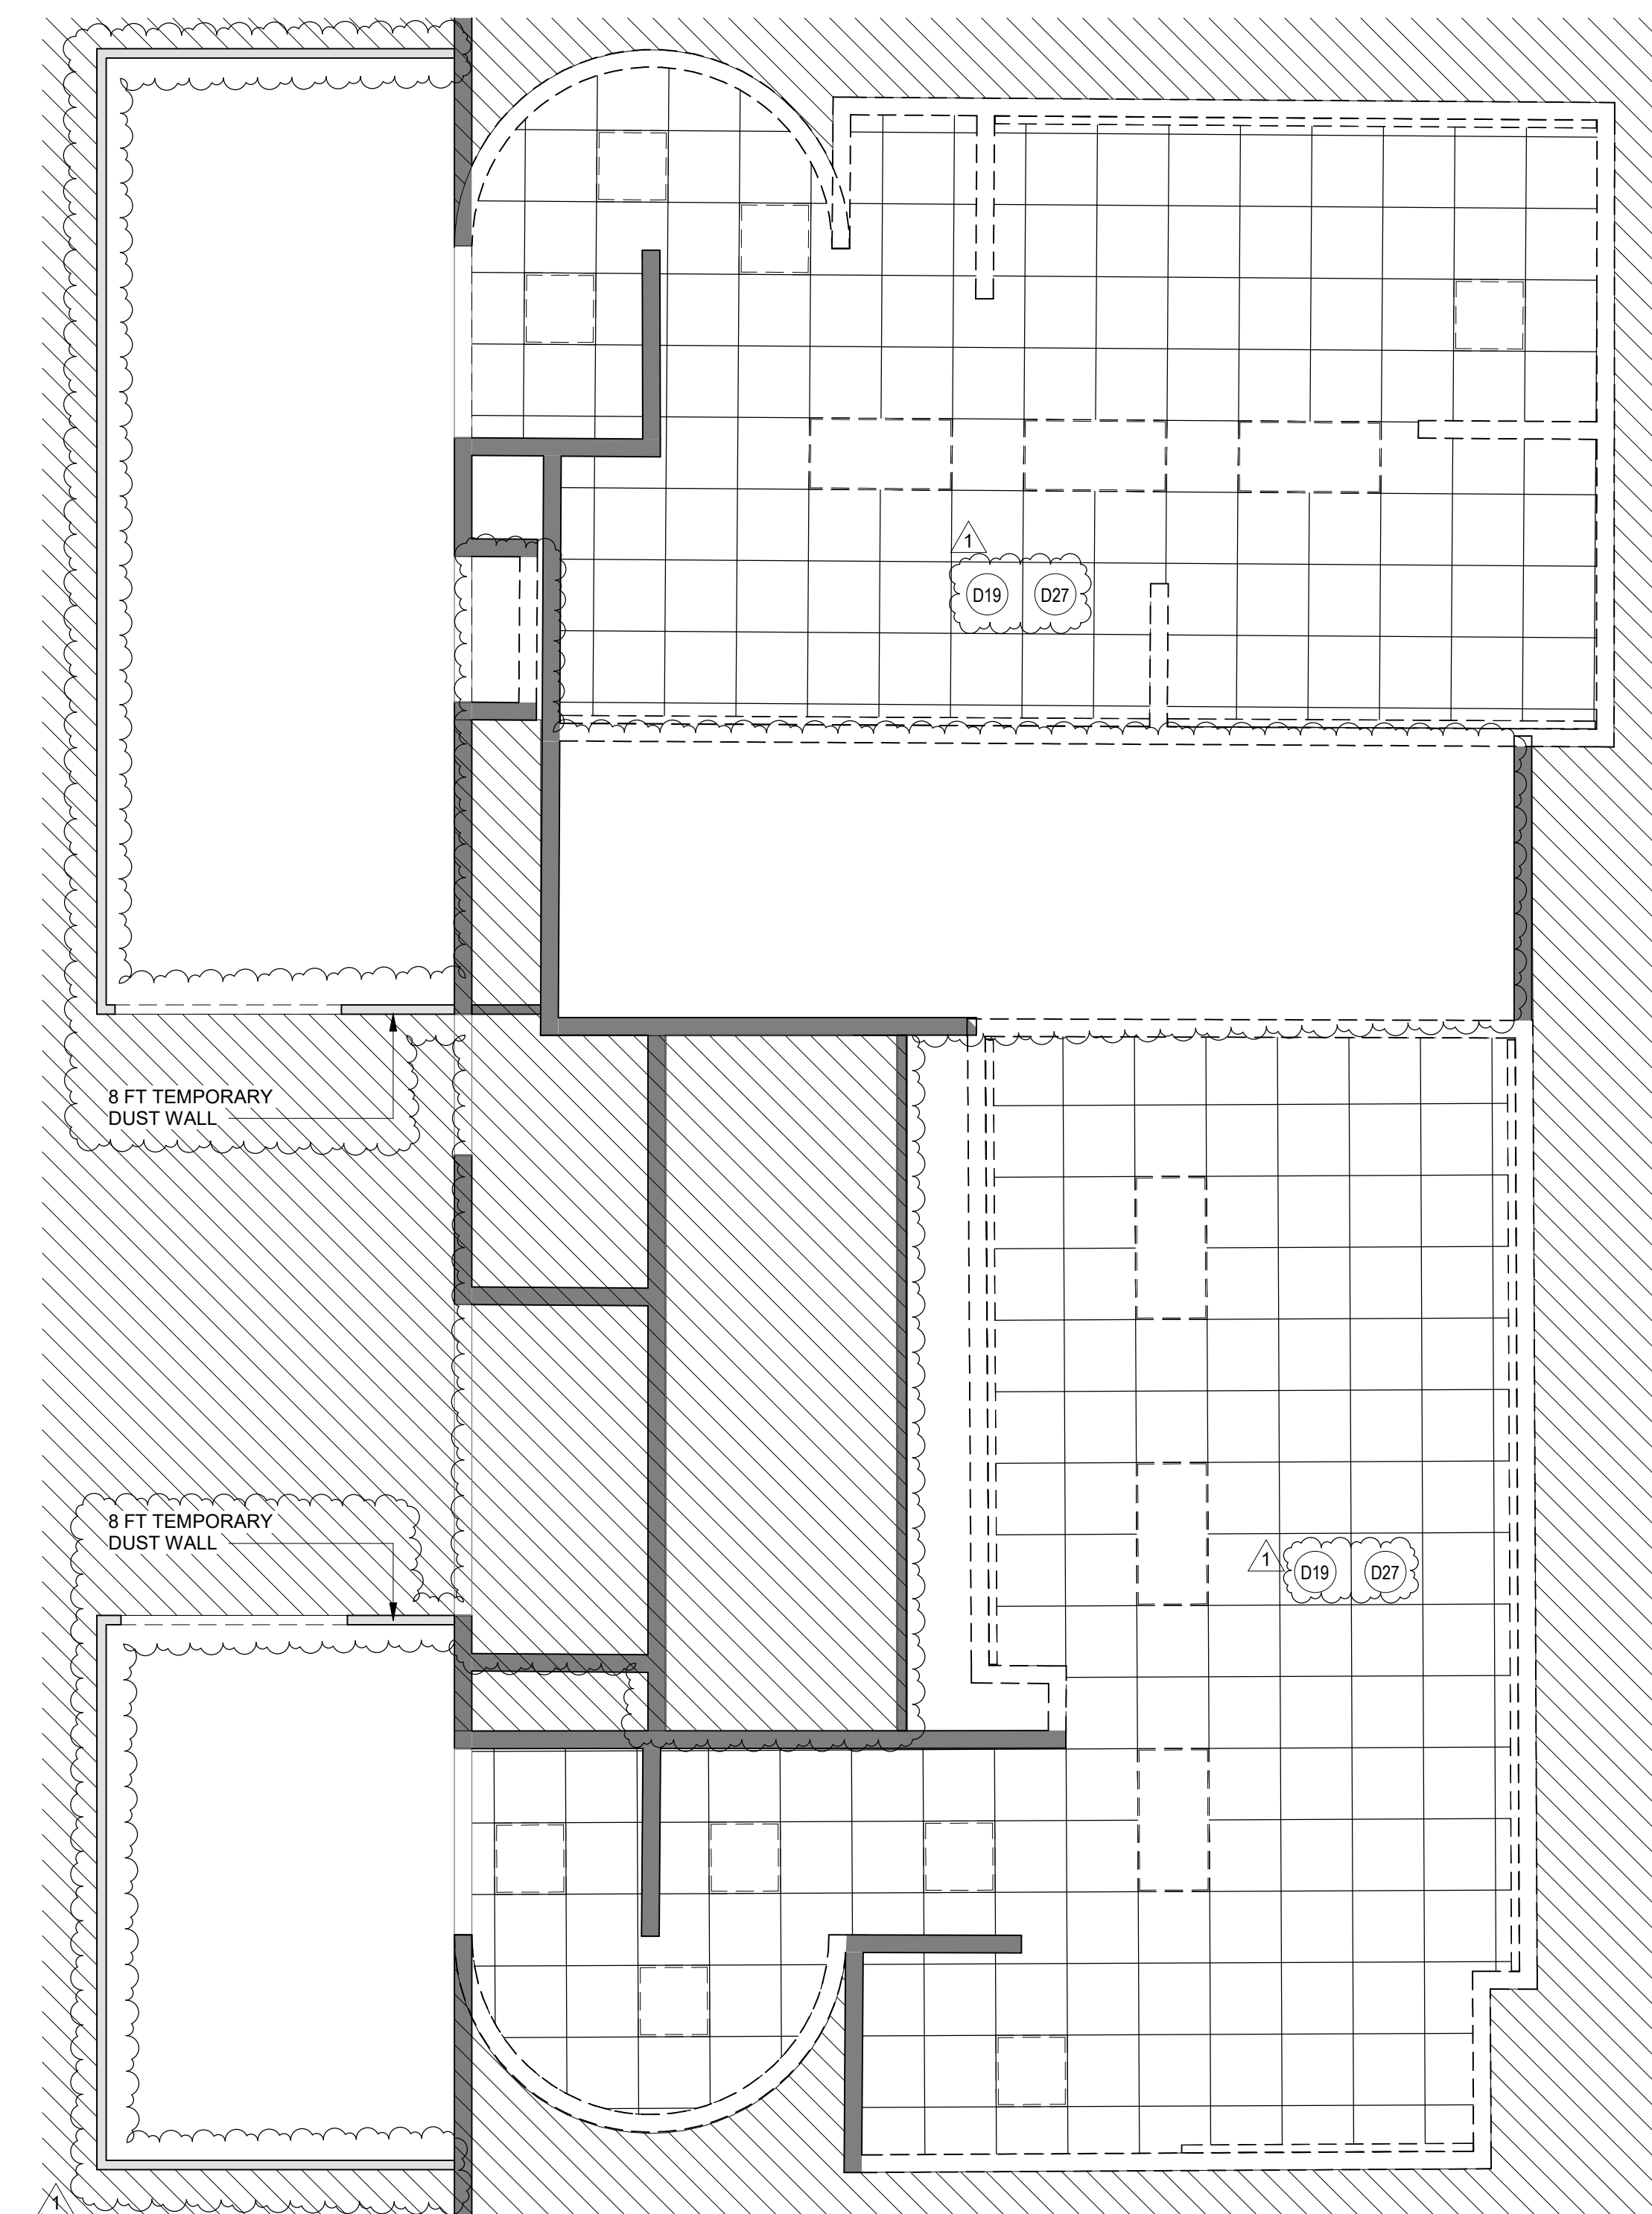 1
D19 D27
8 FT TEMPORARY
DUST WALL
8 FT TEMPORARY
DUST WALL
1
D19 D27
1